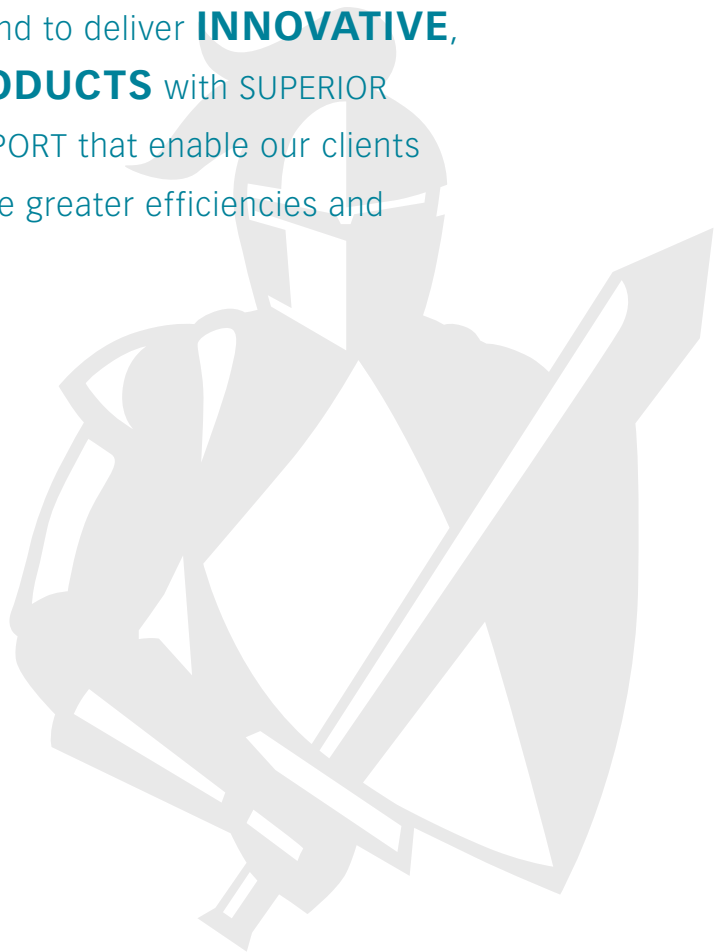 nd to deliver INNOVATIVE,
ODUCTS with SUPERIOR
PORT that enable our clients
e greater efficiencies and